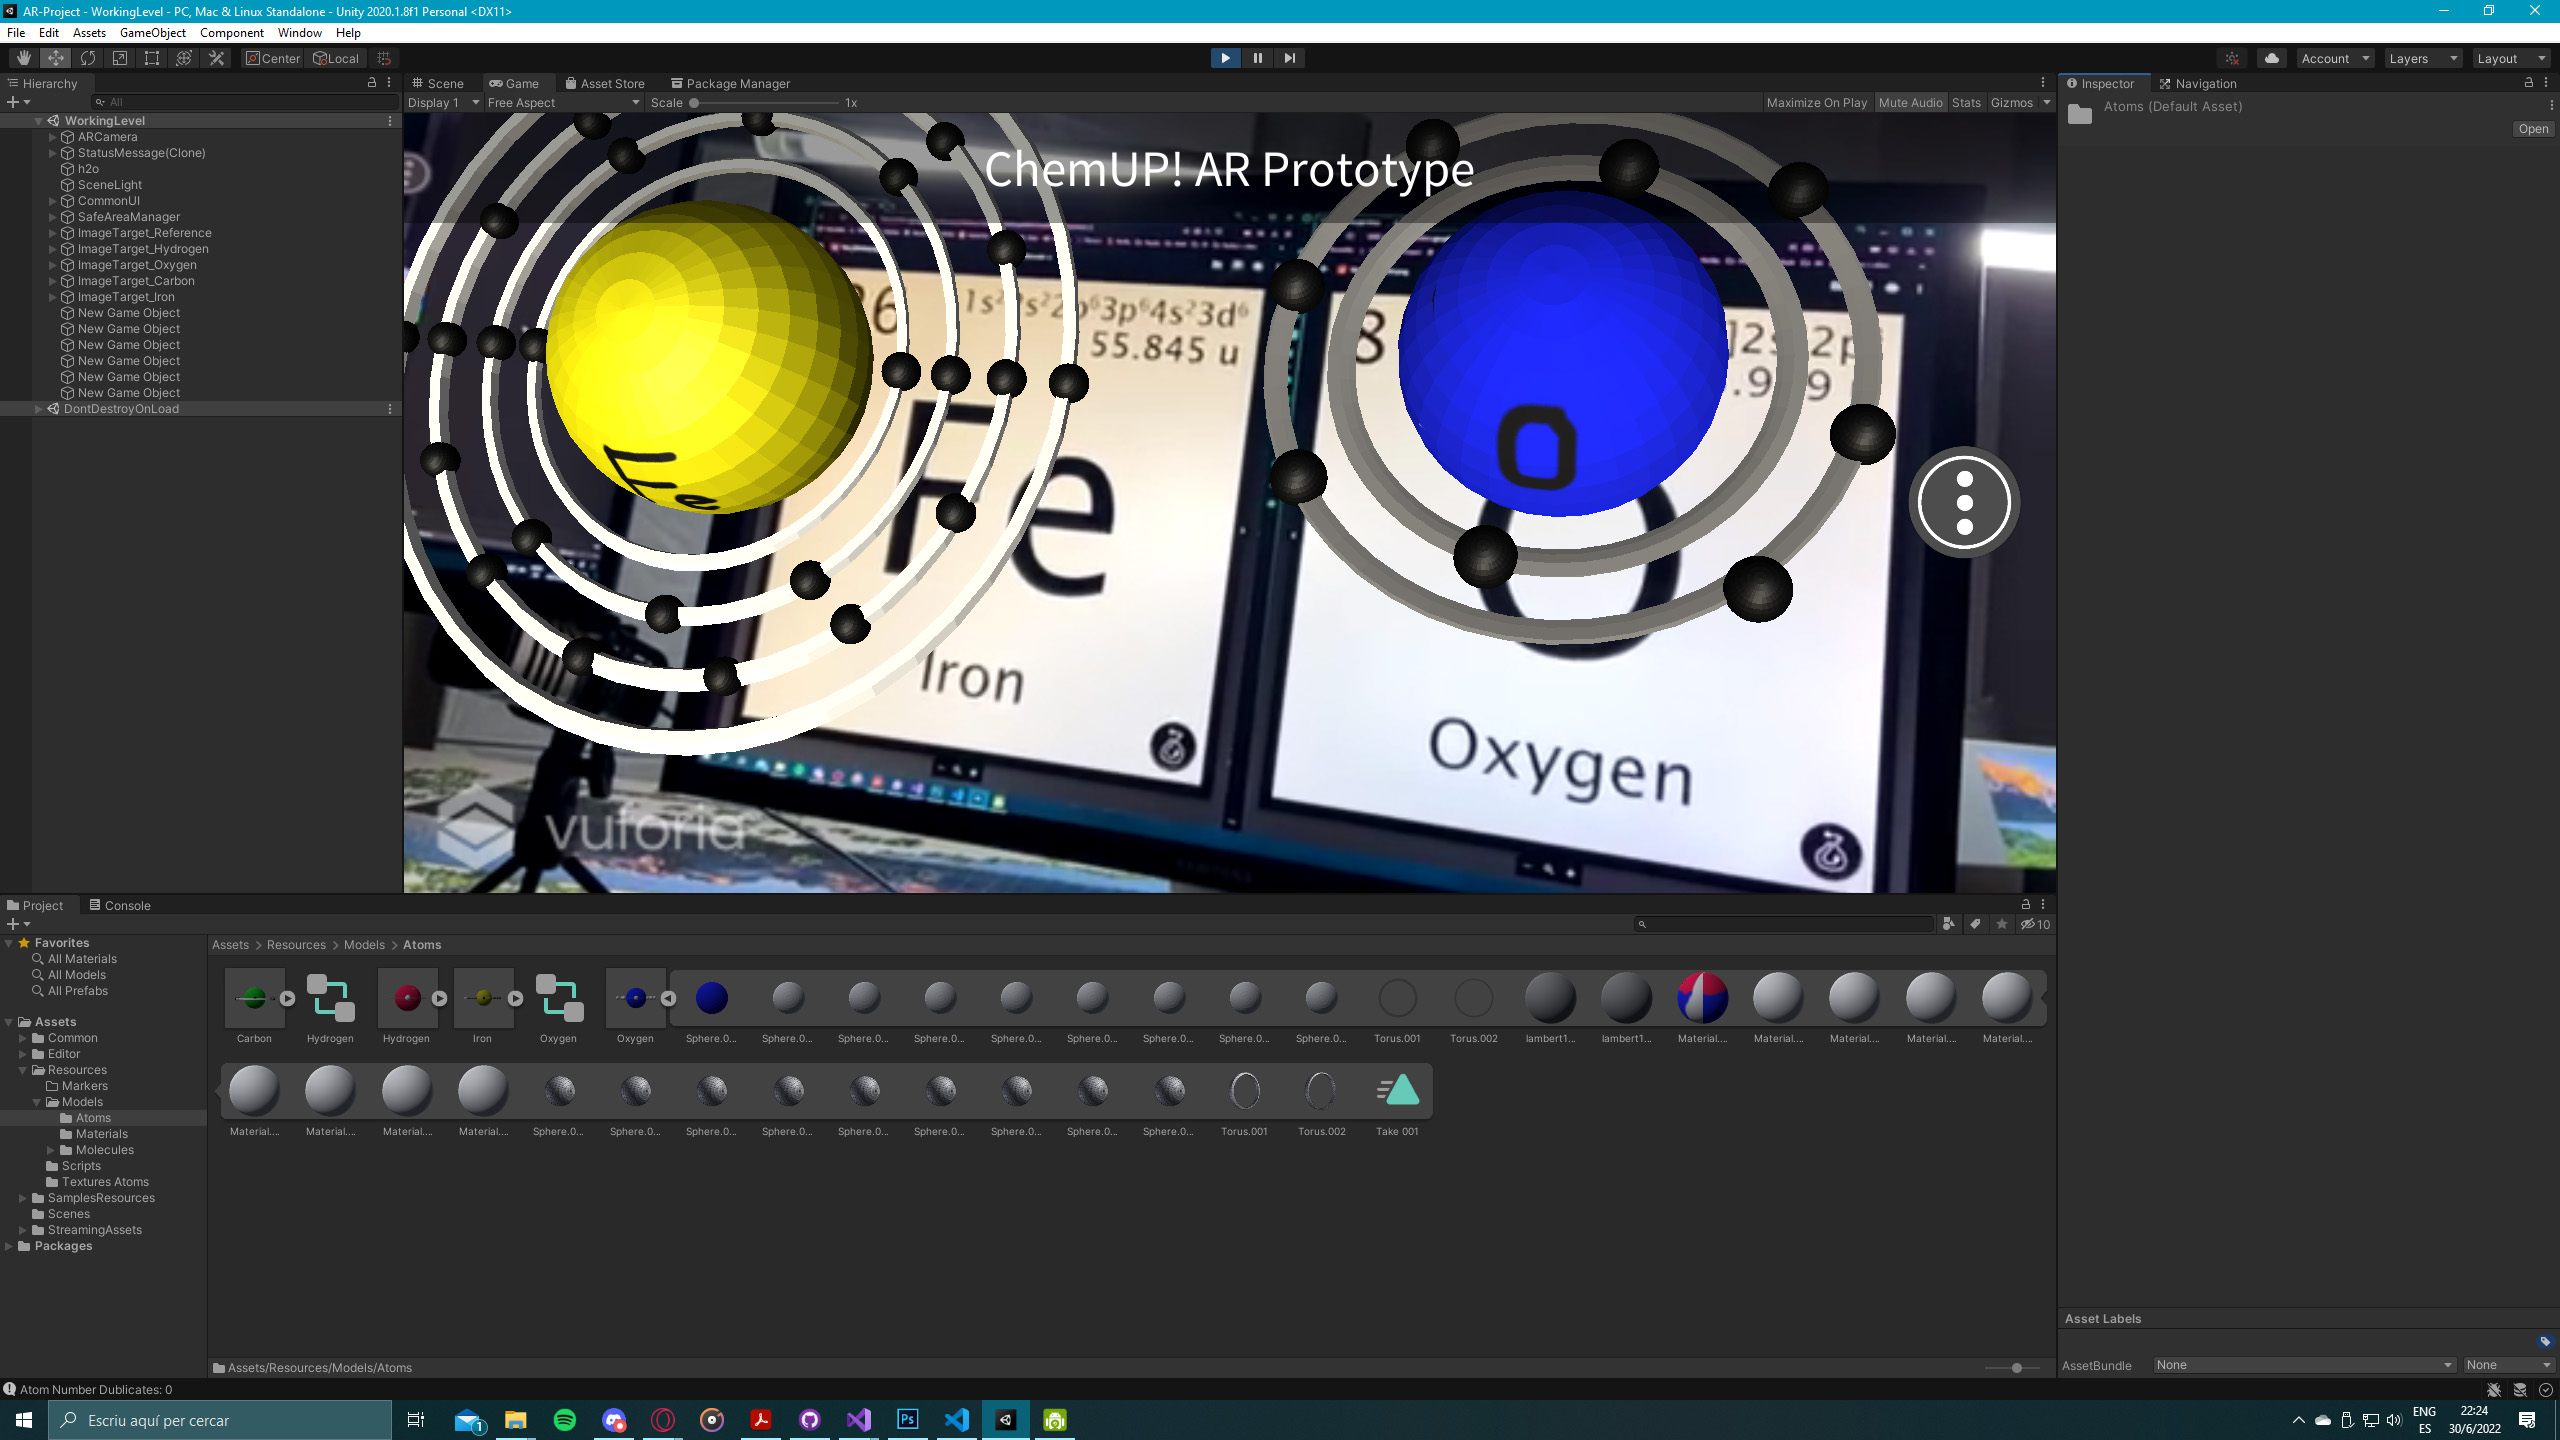 AR-Project - WorkingLevel - PC, Mac & Linux Standalone - Unity 2020.1.8f1 Personal <DX11>
File Edit Assets GameObject Component Window Help
Center Local
Account Layers Layout
Hierarchy
All
WorkingLevel
ARCamera
StatusMessage(Clone)
h2o
SceneLight
CommonUI
SafeAreaManager
ImageTarget_Reference
ImageTarget_Hydrogen
ImageTarget_Oxygen
ImageTarget_Carbon
ImageTarget_Iron
New Game Object
New Game Object
New Game Object
New Game Object
New Game Object
New Game Object
DontDestroyOnLoad
Scene Game Asset Store Package Manager
Display 1 Free Aspect Scale 1x Maximize On Play Mute Audio Stats Gizmos
ChemUP! AR Prototype
55.845 u
8
Fe
Fe
Iron
O
O
Oxygen
vuforia
Inspector Navigation
Atoms (Default Asset)
Open
Project Console
10
Favorites
All Materials
All Models
All Prefabs
Assets
Common
Editor
Resources
Markers
Models
Atoms
Materials
Molecules
Scripts
Textures Atoms
SamplesResources
Scenes
StreamingAssets
Packages
Assets > Resources > Models > Atoms
Carbon Hydrogen Hydrogen Iron Oxygen Oxygen Sphere.0... Sphere.0... Sphere.0... Sphere.0... Sphere.0... Sphere.0... Sphere.0... Sphere.0... Sphere.0... Torus.001 Torus.002 lambert1... lambert1... Material.... Material.... Material.... Material.... Material....
Material.... Material.... Material.... Material.... Sphere.0... Sphere.0... Sphere.0... Sphere.0... Sphere.0... Sphere.0... Sphere.0... Sphere.0... Sphere.0... Torus.001 Torus.002 Take 001
Assets/Resources/Models/Atoms
Asset Labels
AssetBundle None None
Atom Number Dublicates: 0
Escriu aquí per cercar
1
Ps
ENG
ES
22:24
30/6/2022